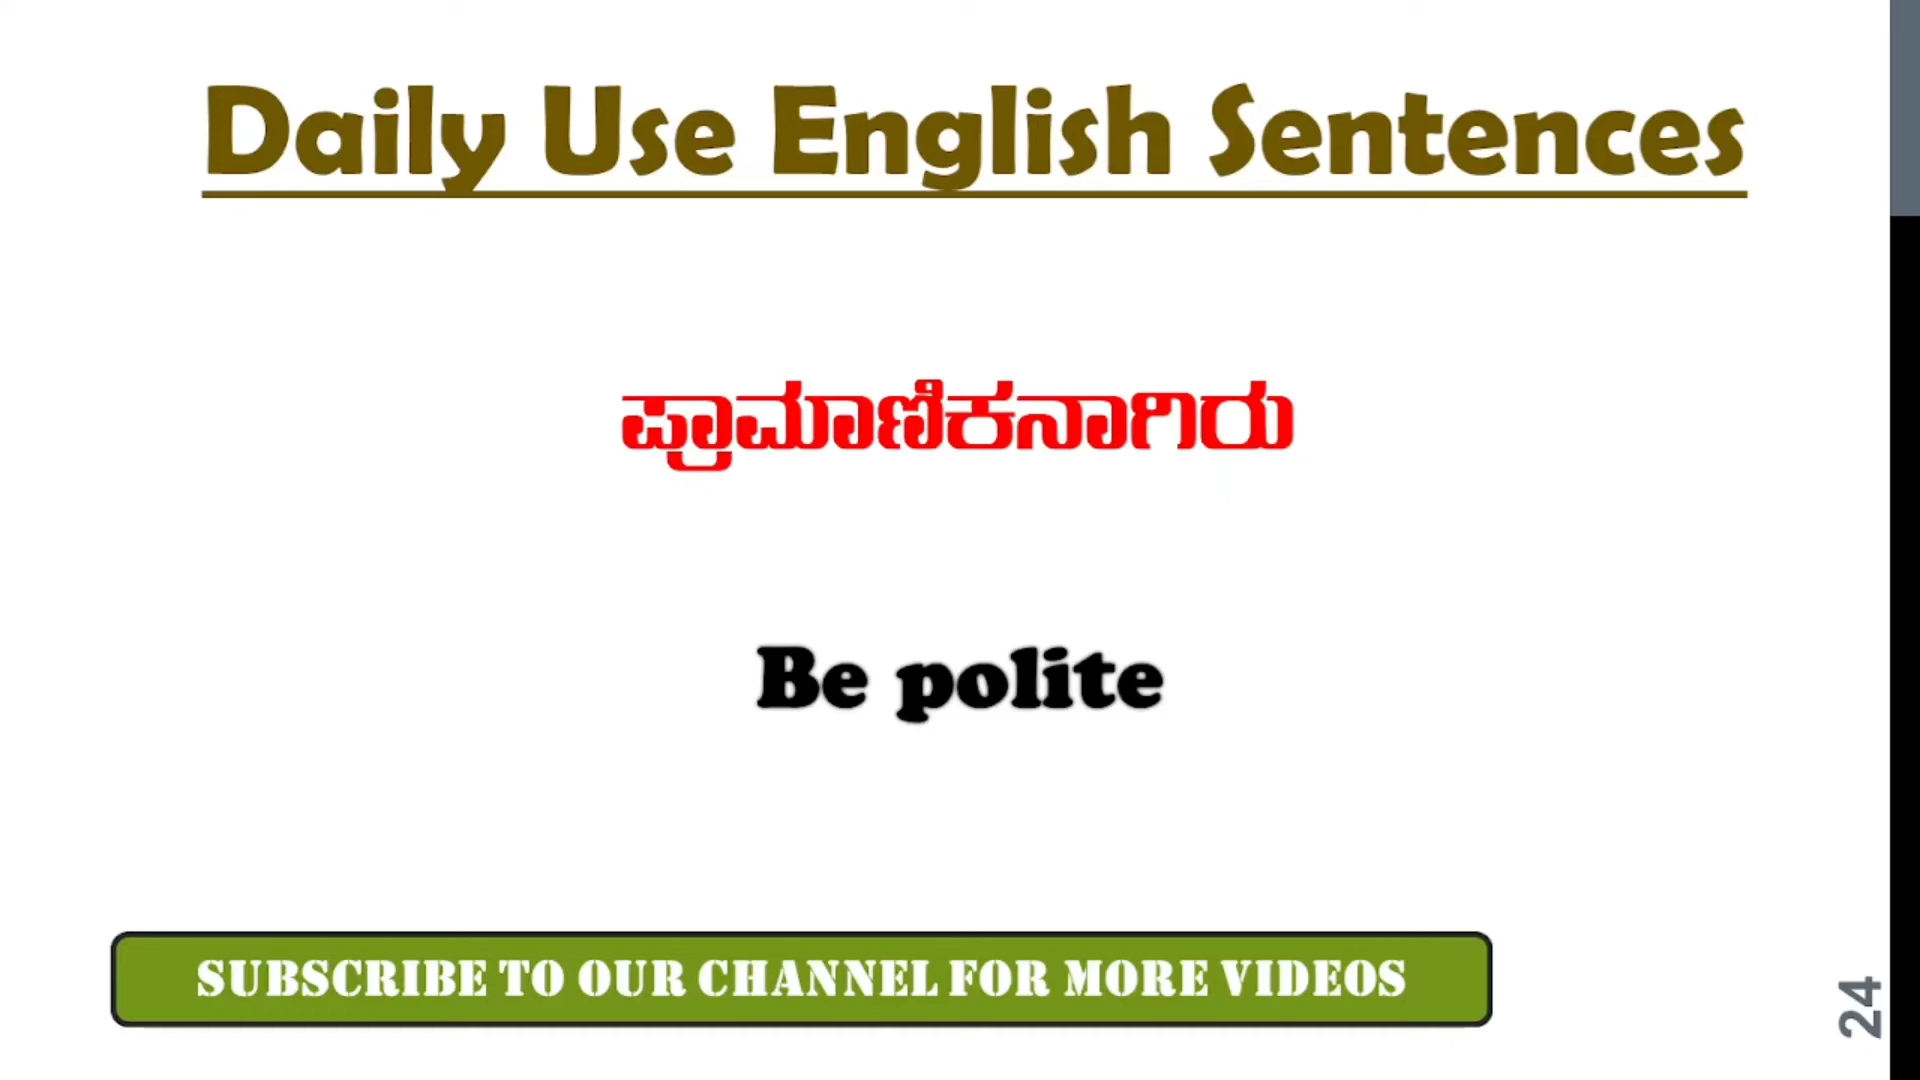 Daily Use English Sentences
ಪ್ರಾಮಾಣಿಕನಾಗಿರು
Be polite
SUBSCRIBE TO OUR CHANNEL FOR MORE VIDEOS
24